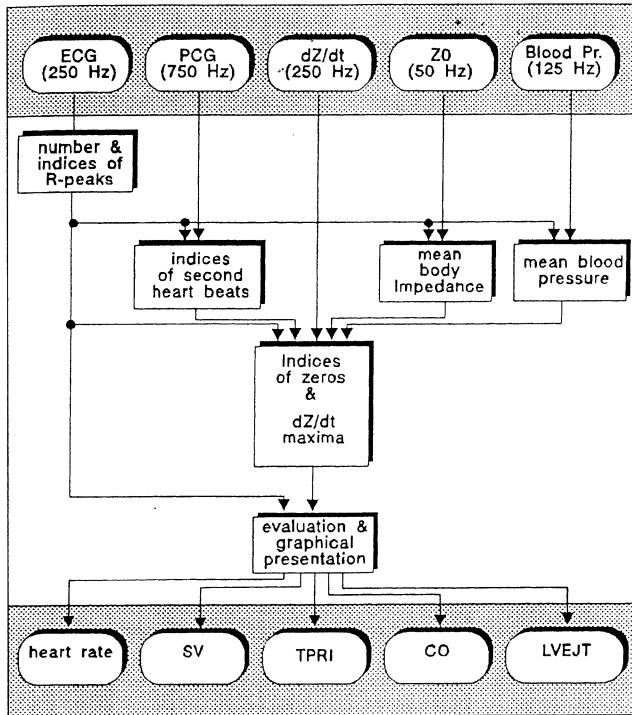 ECG
(250 Hz)
PCG
(750 Hz)
dZ/dt
(250 Hz)
Z0
(50 Hz)
Blood Pr.
(125 Hz)
number &
indices of
R-peaks
indices
of second
heart beats
mean
body
Impedance
mean blood
pressure
Indices
of zeros
&
dZ/dt
maxima
evaluation &
graphical
presentation
heart rate
SV
TPRI
CO
LVEJT